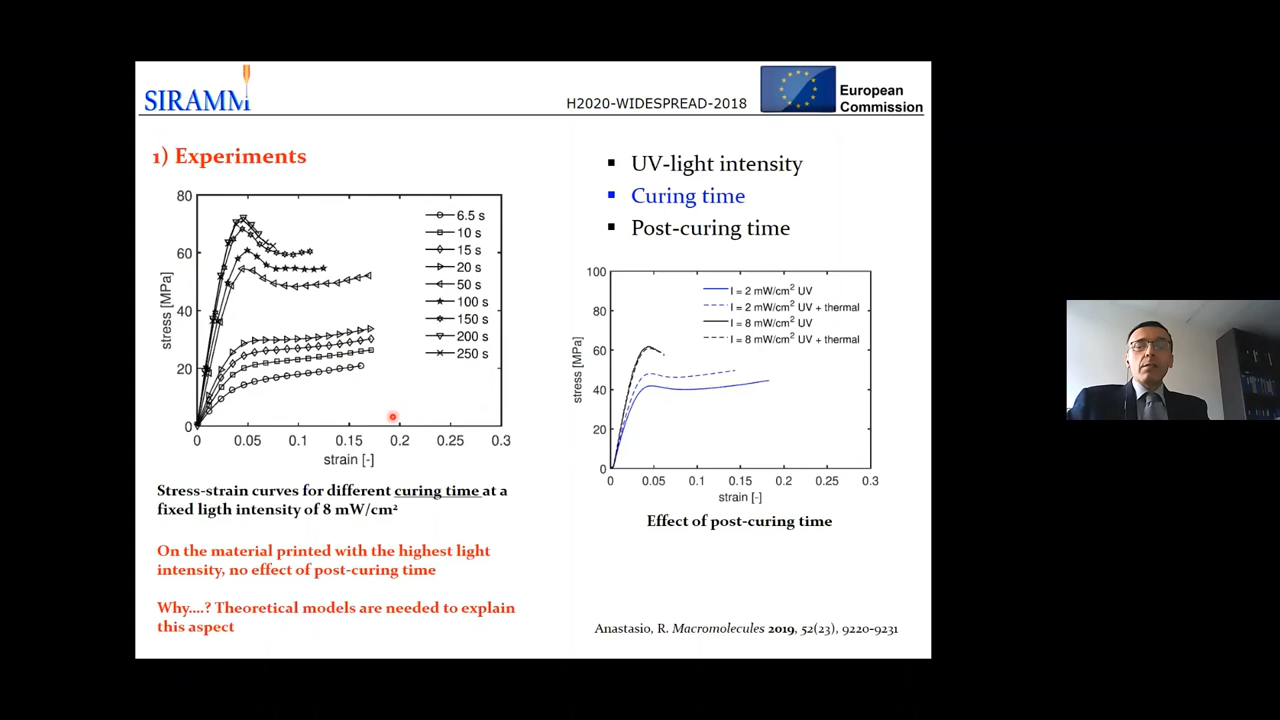 SIRAMM
H2020-WIDESPREAD-2018
European
Commission
1) Experiments
80
60
40
20
0
stress [MPa]
0 0.05 0.1 0.15 0.2 0.25 0.3
strain [-]
6.5 s
10 s
15 s
20 s
50 s
100 s
150 s
200 s
250 s
Stress-strain curves for different curing time at a
fixed ligth intensity of 8 mW/cm²
On the material printed with the highest light
intensity, no effect of post-curing time
Why....? Theoretical models are needed to explain
this aspect
▪ UV-light intensity
▪ Curing time
▪ Post-curing time
100
80
60
40
20
0
stress [MPa]
0 0.05 0.1 0.15 0.2 0.25 0.3
strain [-]
I = 2 mW/cm² UV
I = 2 mW/cm² UV + thermal
I = 8 mW/cm² UV
I = 8 mW/cm² UV + thermal
Effect of post-curing time
Anastasio, R. Macromolecules 2019, 52(23), 9220-9231